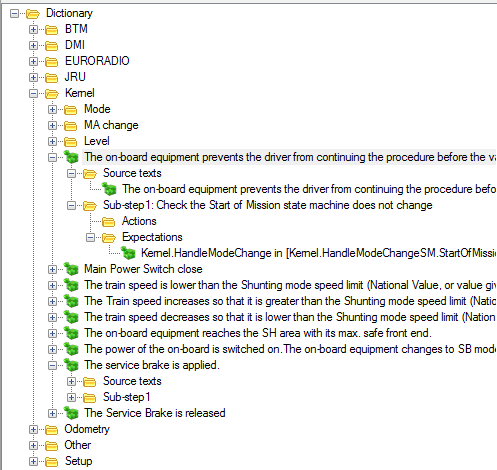 Dictionary
BTM
DMI
EURORADIO
JRU
Kernel
Mode
MA change
Level
The on-board equipment prevents the driver from continuing the procedure before the va
Source texts
The on-board equipment prevents the driver from continuing the procedure befo
Sub-step1: Check the Start of Mission state machine does not change
Actions
Expectations
Kernel.HandleModeChange in [Kernel.HandleModeChangeSM.StartOfMissi
Main Power Switch close
The train speed is lower than the Shunting mode speed limit (National Value, or value giv
The Train speed increases so that it is greater than the Shunting mode speed limit (Natio
The train speed decreases so that it is lower than the Shunting mode speed limit (Nation
The on-board equipment reaches the SH area with its max. safe front end.
The power of the on-board is switched on.The on-board equipment changes to SB mod
The service brake is applied.
Source texts
Sub-step1
The Service Brake is released
Odometry
Other
Setup